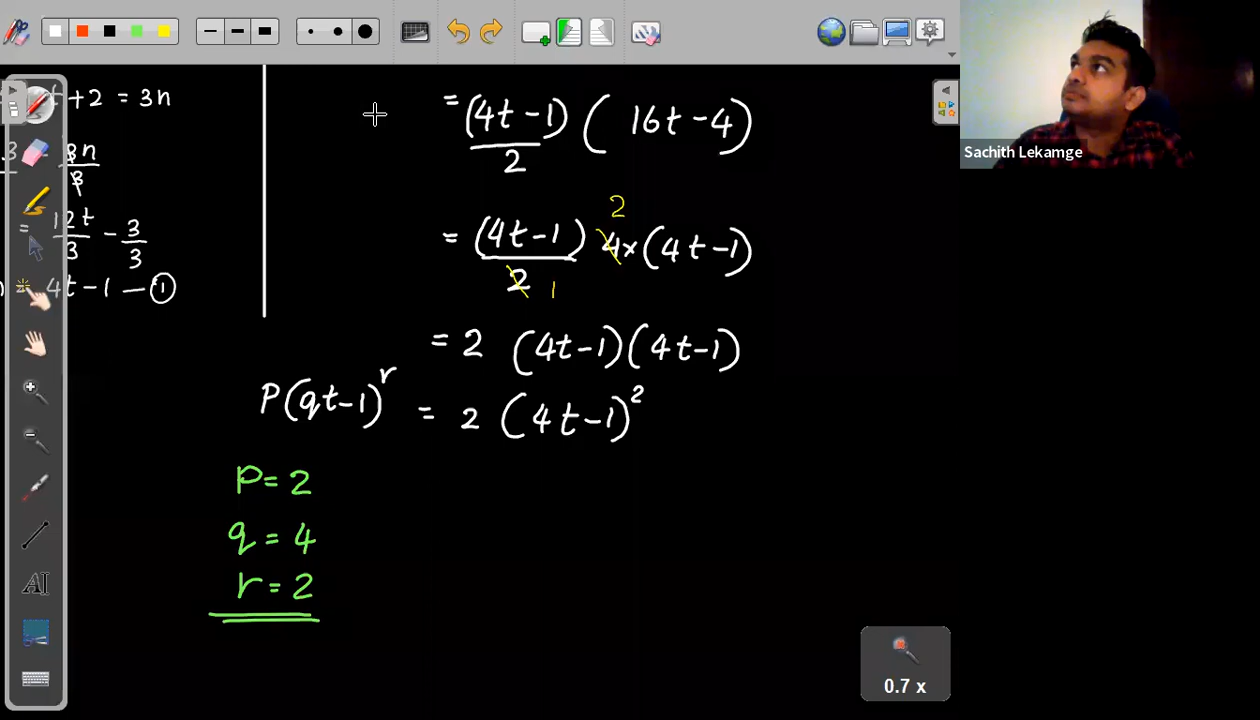 +2 = 3n
3n/3
= 12t/3 - 3/3
= 4t-1 - ①
= (4t-1)/2 ( 16t-4)
= (4t-1)/2 4×(4t-1)
2
1
= 2 (4t-1)(4t-1)
P(qt-1)^r = 2 (4t-1)^2
P = 2
q = 4
r = 2
AI
0.7 x
Sachith Lekamge